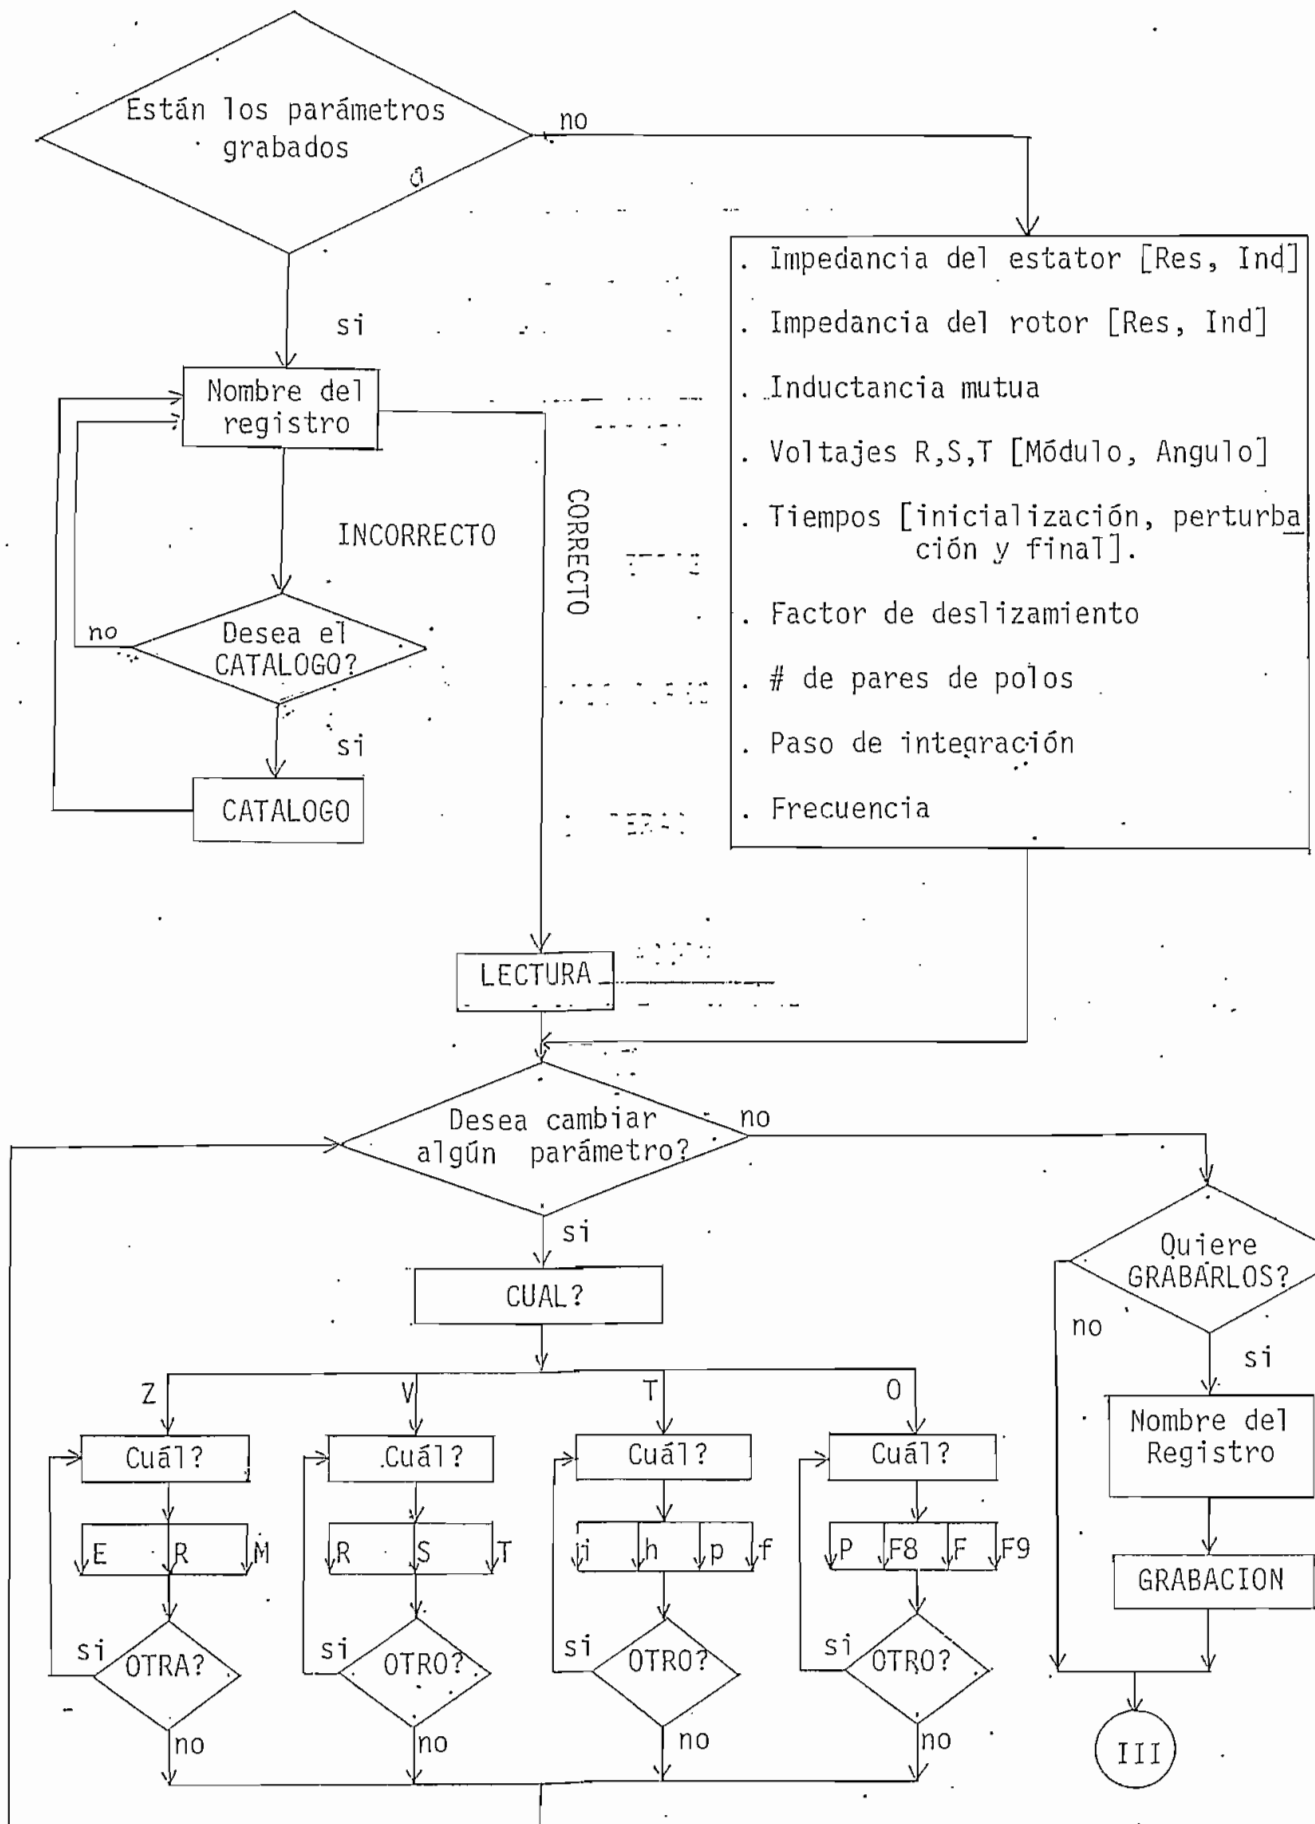 Están los parámetros
grabados
no
si
. Impedancia del estator [Res, Ind]
. Impedancia del rotor [Res, Ind]
. Inductancia mutua
. Voltajes R,S,T [Módulo, Angulo]
. Tiempos [inicialización, perturba
ción y final].
. Factor de deslizamiento
. # de pares de polos
. Paso de integración
. Frecuencia
Nombre del
registro
INCORRECTO
CORRECTO
no
Desea el
CATALOGO?
si
CATALOGO
LECTURA
Desea cambiar
algún parámetro?
no
si
CUAL?
Quiere
GRABARLOS?
no
si
Nombre del
Registro
GRABACION
III
Z
V
T
O
Cuál?
Cuál?
Cuál?
Cuál?
E R M
R S T
i h p f
P F8 F F9
si
OTRA?
si
OTRO?
si
OTRO?
si
OTRO?
no
no
no
no